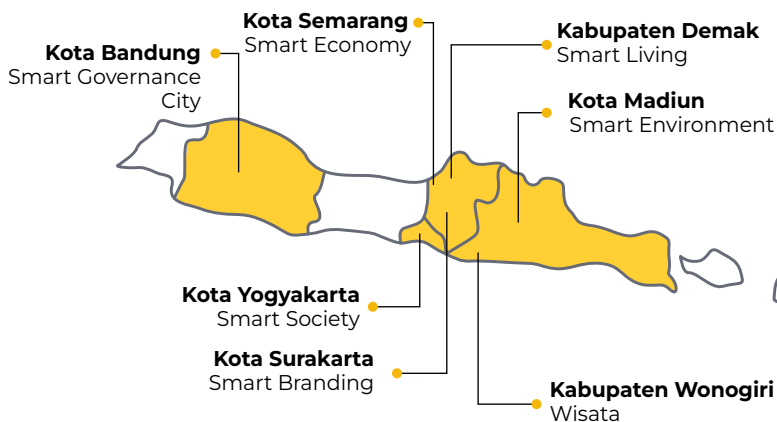 Kota Semarang
Smart Economy
Kabupaten Demak
Smart Living
Kota Bandung
Smart Governance
City
Kota Madiun
Smart Environment
Kota Yogyakarta
Smart Society
Kota Surakarta
Smart Branding
Kabupaten Wonogiri
Wisata